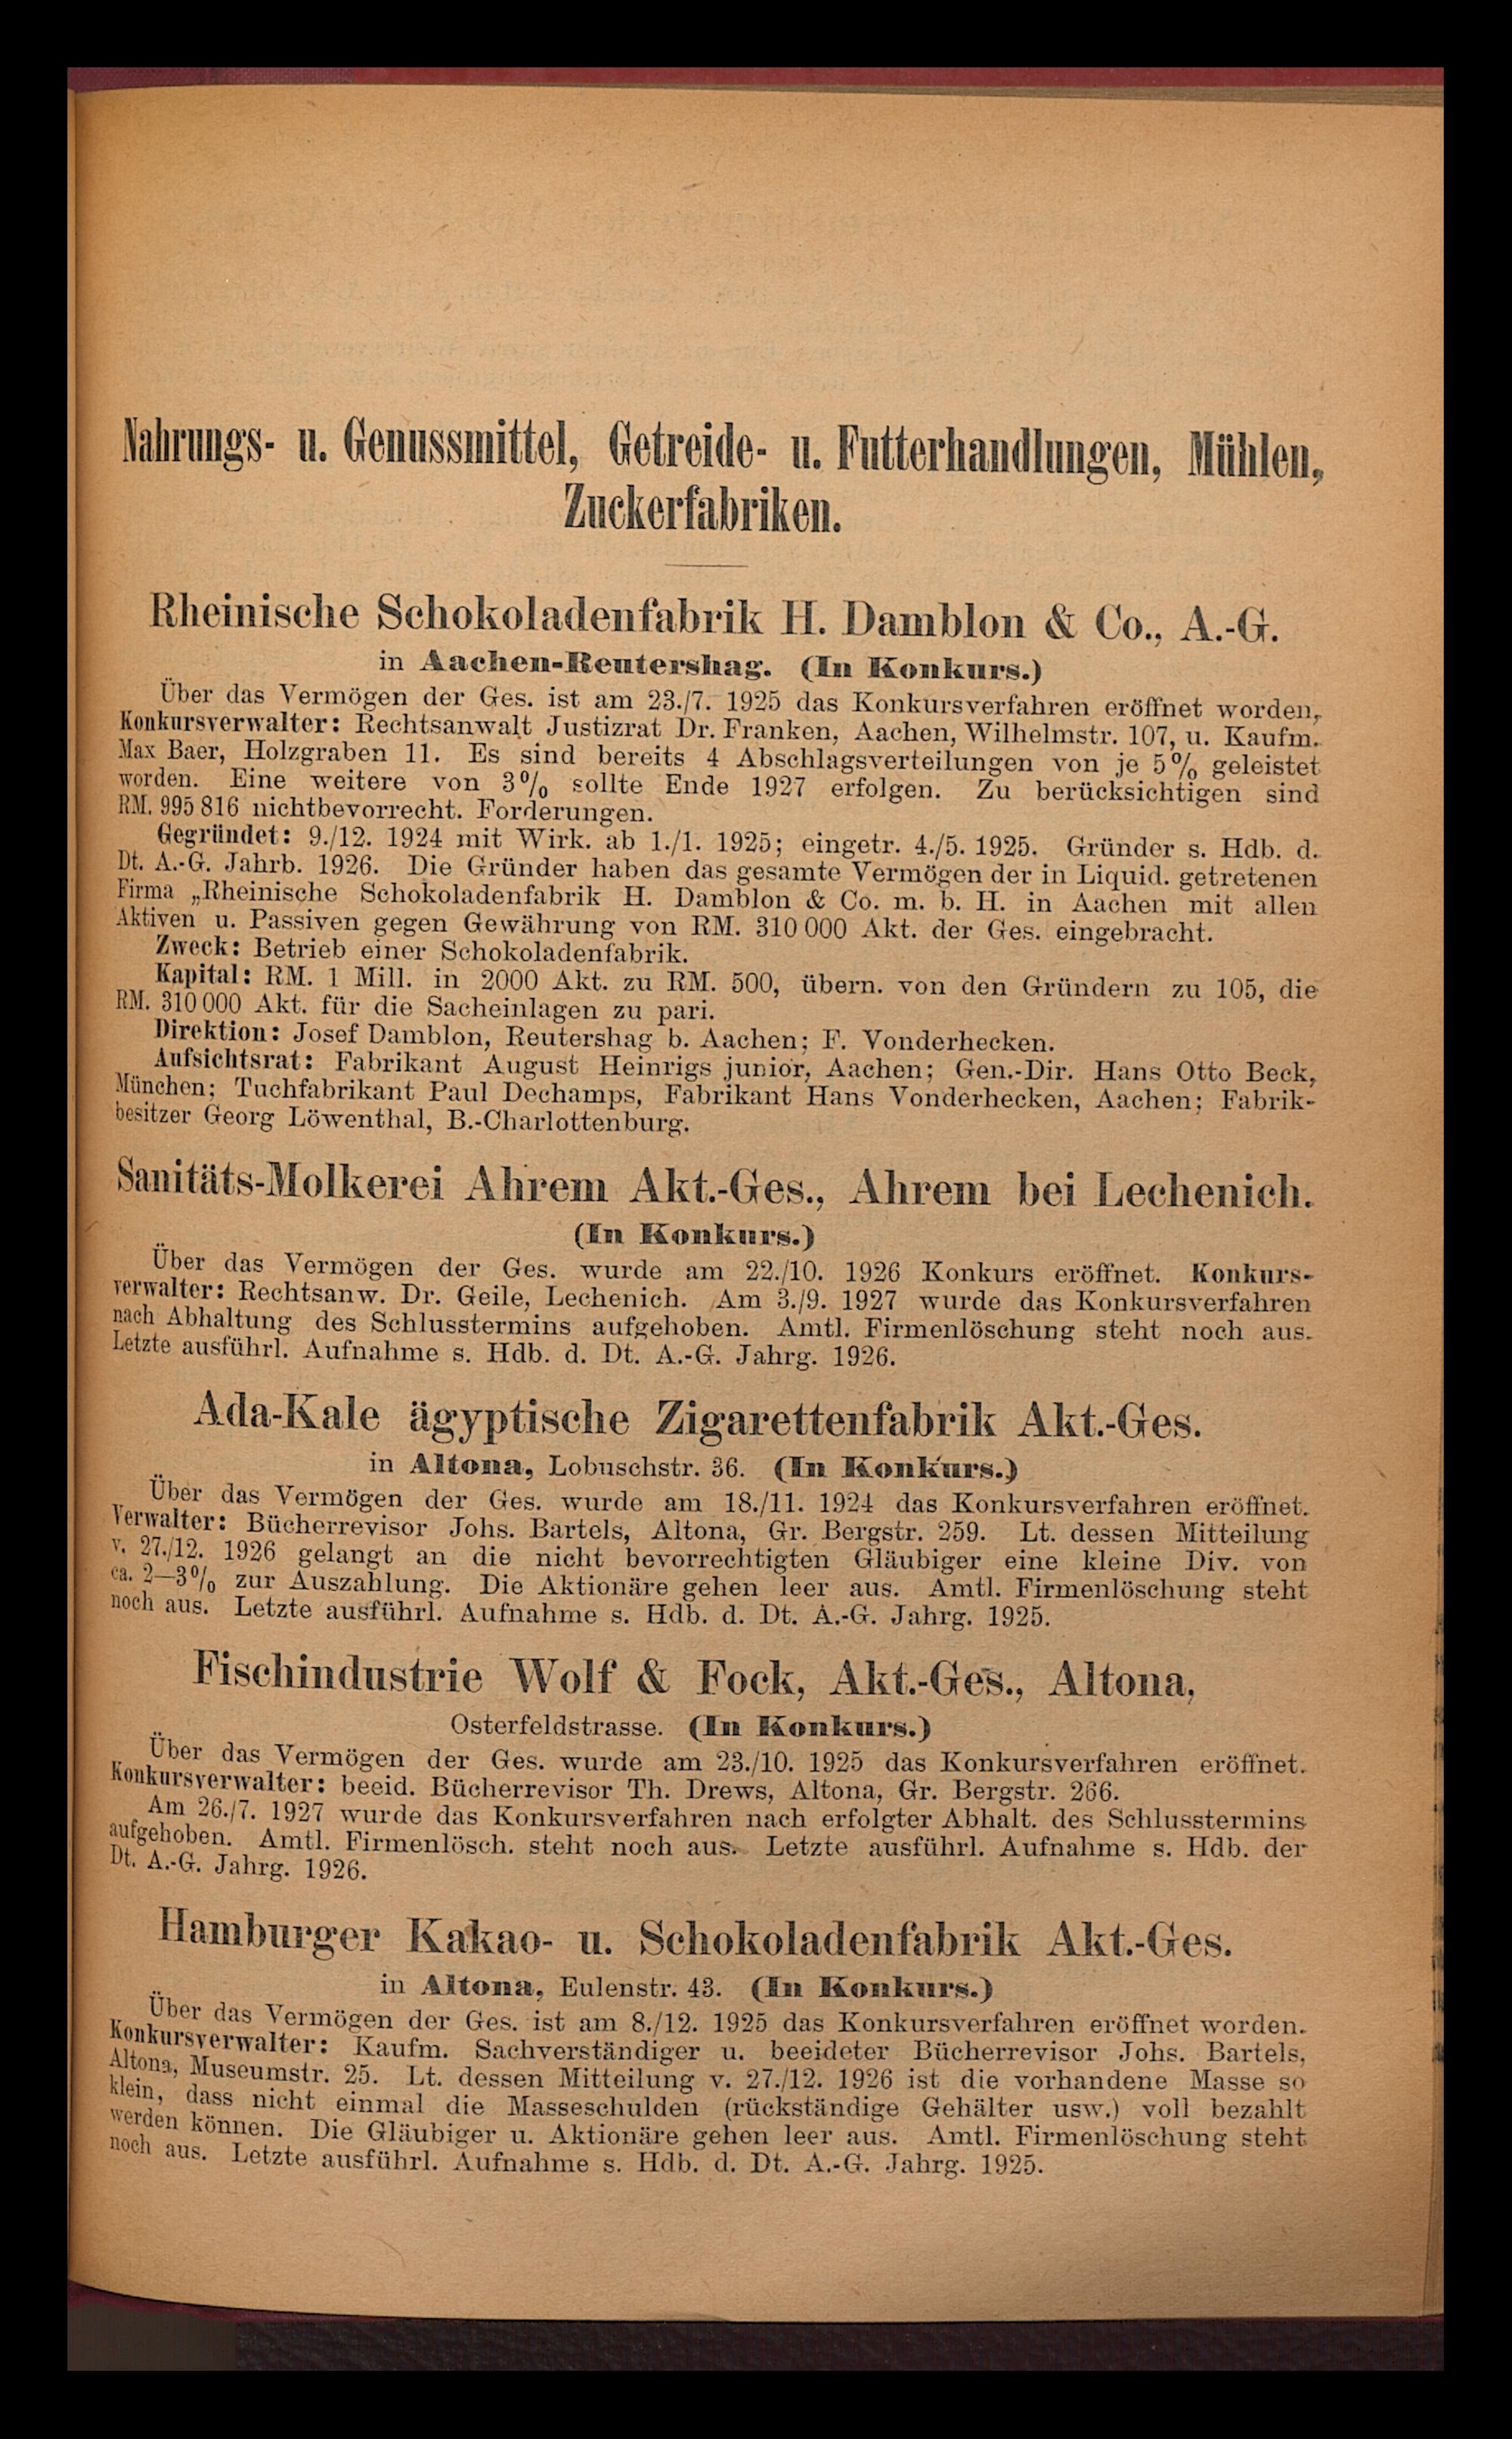 Nahrungs- u. Genussmittel, Getreide- u. Futterhandlungen, Mühlen,
Zuckerfabriken.
Rheinische Schokoladenfabrik H. Damblon & Co., A.-G.
in Aachen-Reutershag. (In Konkurs.)
Über das Vermögen der Ges. ist am 23./7. 1925 das Konkursverfahren eröffnet worden,
Konkursverwalter: Rechtsanwalt Justizrat Dr. Franken, Aachen, Wilhelmstr. 107, u. Kaufm.
Max Baer, Holzgraben 11. Es sind bereits 4 Abschlagsverteilungen von je 5% geleistet
worden. Eine weitere von 3% sollte Ende 1927 erfolgen. Zu berücksichtigen sind
RM. 995 816 nichtbevorrecht. Forderungen.
Gegründet: 9./12. 1924 mit Wirk. ab 1./1. 1925; eingetr. 4./5. 1925. Gründer s. Hdb. d.
Dt. A.-G. Jahrb. 1926. Die Gründer haben das gesamte Vermögen der in Liquid. getretenen
Firma „Rheinische Schokoladenfabrik H. Damblon & Co. m. b. H. in Aachen mit allen
Aktiven u. Passiven gegen Gewährung von RM. 310 000 Akt. der Ges. eingebracht.
Zweck: Betrieb einer Schokoladenfabrik.
Kapital: RM. 1 Mill. in 2000 Akt. zu RM. 500, übern. von den Gründern zu 105, die
RM. 310 000 Akt. für die Sacheinlagen zu pari.
Direktion: Josef Damblon, Reutershag b. Aachen; F. Vonderhecken.
Aufsichtsrat: Fabrikant August Heinrigs junior, Aachen; Gen.-Dir. Hans Otto Beck,
München; Tuchfabrikant Paul Dechamps, Fabrikant Hans Vonderhecken, Aachen; Fabrik-
besitzer Georg Löwenthal, B.-Charlottenburg.
Sanitäts-Molkerei Ahrem Akt.-Ges., Ahrem bei Lechenich.
(In Konkurs.)
Über das Vermögen der Ges. wurde am 22./10. 1926 Konkurs eröffnet. Konkurs-
verwalter: Rechtsanw. Dr. Geile, Lechenich. Am 3./9. 1927 wurde das Konkursverfahren
nach Abhaltung des Schlusstermins aufgehoben. Amtl. Firmenlöschung steht noch aus.
Letzte ausführl. Aufnahme s. Hdb. d. Dt. A.-G. Jahrg. 1926.
Ada-Kale ägyptische Zigarettenfabrik Akt.-Ges.
in Altona, Lobuschstr. 36. (In Konkurs.)
Über das Vermögen der Ges. wurde am 18./11. 1924 das Konkursverfahren eröffnet.
Verwalter: Bücherrevisor Johs. Bartels, Altona, Gr. Bergstr. 259. Lt. dessen Mitteilung
v. 27./12. 1926 gelangt an die nicht bevorrechtigten Gläubiger eine kleine Div. von
ca. 2—3% zur Auszahlung. Die Aktionäre gehen leer aus. Amtl. Firmenlöschung steht
noch aus. Letzte ausführl. Aufnahme s. Hdb. d. Dt. A.-G. Jahrg. 1925.
Fischindustrie Wolf & Fock, Akt.-Ges., Altona,
Osterfeldstrasse. (In Konkurs.)
Über das Vermögen der Ges. wurde am 23./10. 1925 das Konkursverfahren eröffnet.
Konkursverwalter: beeid. Bücherrevisor Th. Drews, Altona, Gr. Bergstr. 266.
Am 26./7. 1927 wurde das Konkursverfahren nach erfolgter Abhalt. des Schlusstermins
aufgehoben. Amtl. Firmenlösch. steht noch aus. Letzte ausführl. Aufnahme s. Hdb. der
Dt. A.-G. Jahrg. 1926.
Hamburger Kakao- u. Schokoladenfabrik Akt.-Ges.
in Altona, Eulenstr. 43. (In Konkurs.)
Über das Vermögen der Ges. ist am 8./12. 1925 das Konkursverfahren eröffnet worden.
Konkursverwalter: Kaufm. Sachverständiger u. beeideter Bücherrevisor Johs. Bartels,
Altona, Museumstr. 25. Lt. dessen Mitteilung v. 27./12. 1926 ist die vorhandene Masse so
klein, dass nicht einmal die Masseschulden (rückständige Gehälter usw.) voll bezahlt
werden können. Die Gläubiger u. Aktionäre gehen leer aus. Amtl. Firmenlöschung steht
noch aus. Letzte ausführl. Aufnahme s. Hdb. d. Dt. A.-G. Jahrg. 1925.